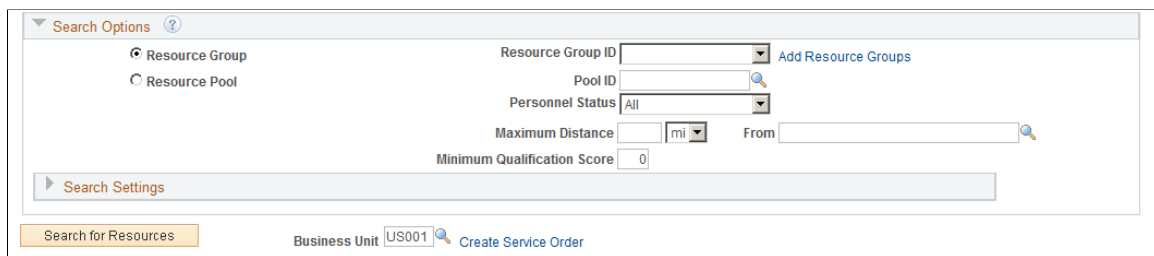 Search Options ?
Resource Group Resource Group ID Add Resource Groups
Resource Pool Pool ID
Personnel Status All
Maximum Distance mi From
Minimum Qualification Score 0
Search Settings
Search for Resources Business Unit US001 Create Service Order